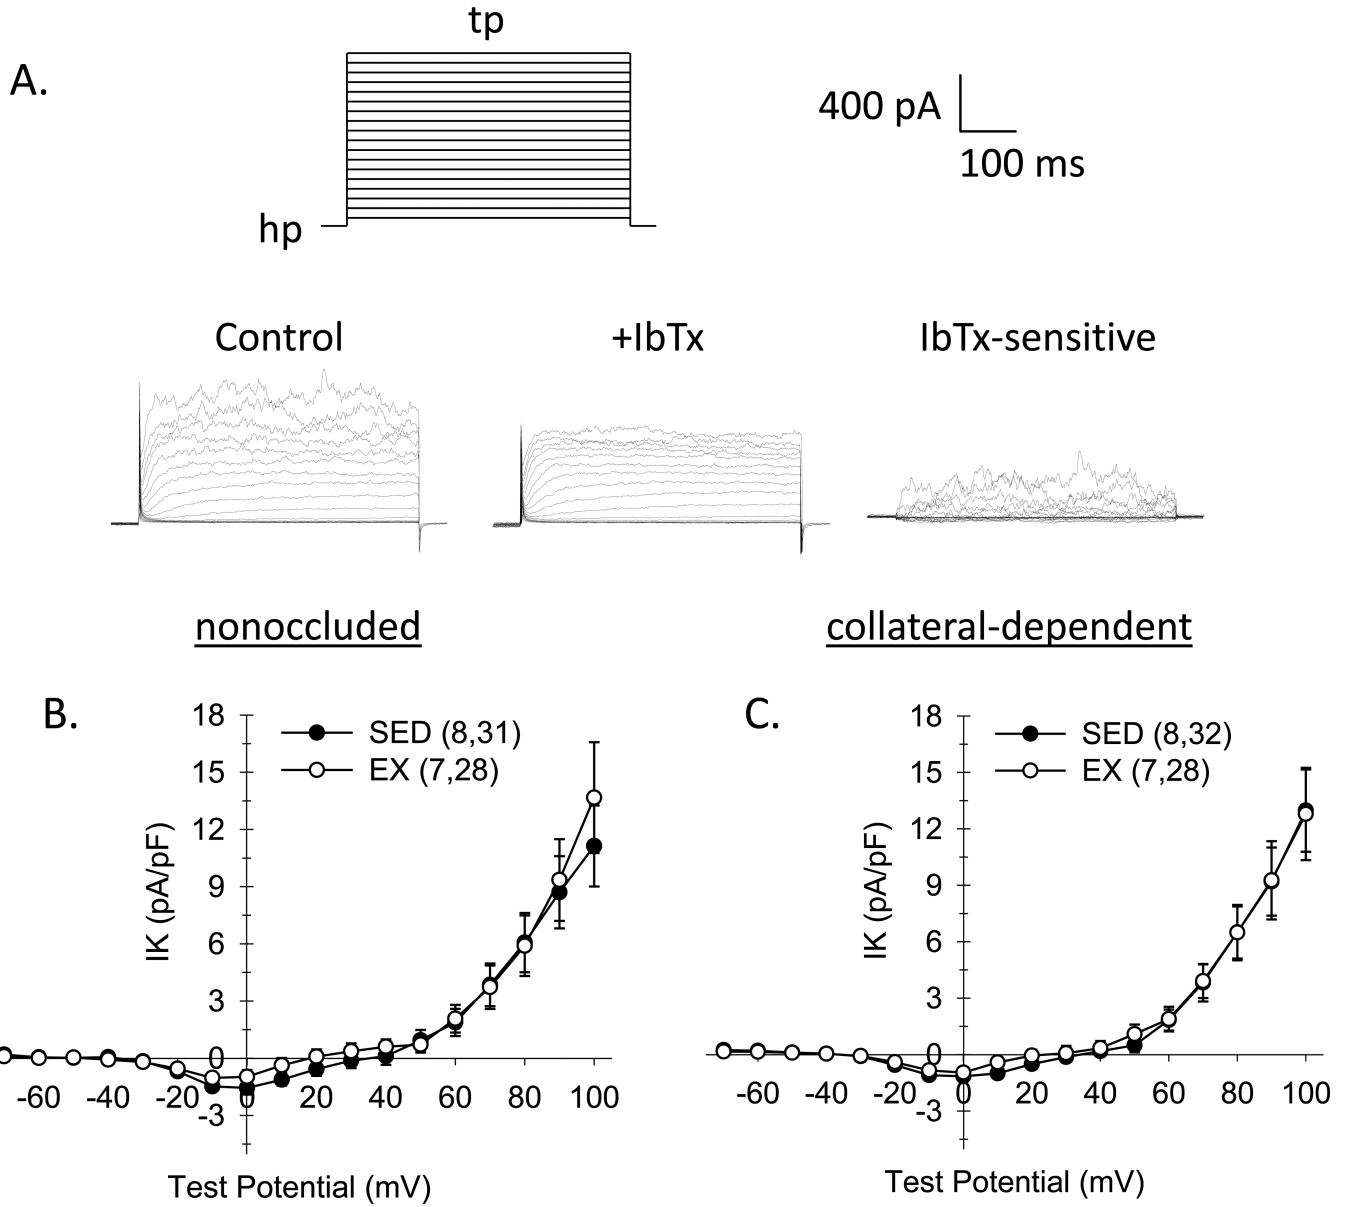 tp
A.
400 pA
100 ms
hp
Control +IbTx IbTx-sensitive
nonoccluded collateral-dependent
B.
18
15
12
9
6
3
0
-3
SED (8,31)
EX (7,28)
IK (pA/pF)
-60 -40 -20 0 20 40 60 80 100
Test Potential (mV)
C.
18
15
12
9
6
3
0
-3
SED (8,32)
EX (7,28)
IK (pA/pF)
-60 -40 -20 0 20 40 60 80 100
Test Potential (mV)